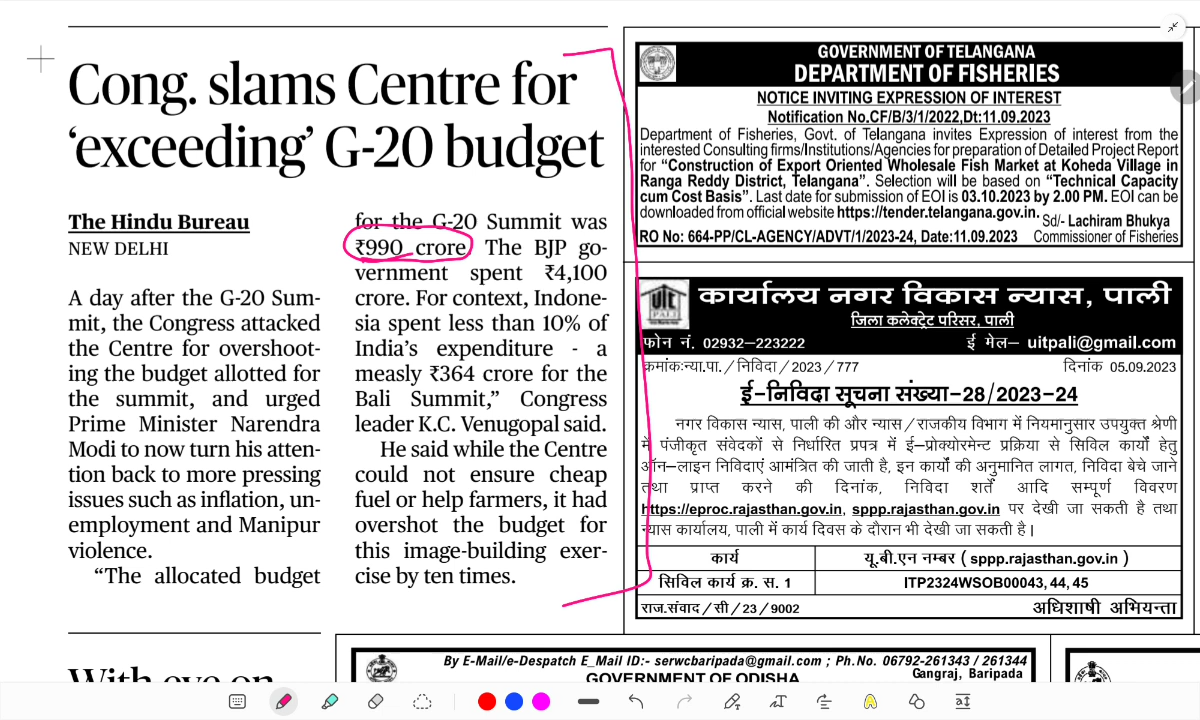 Cong. slams Centre for
‘exceeding’ G-20 budget
The Hindu Bureau
NEW DELHI
A day after the G-20 Sum-
mit, the Congress attacked
the Centre for overshoot-
ing the budget allotted for
the summit, and urged
Prime Minister Narendra
Modi to now turn his atten-
tion back to more pressing
issues such as inflation, un-
employment and Manipur
violence.
“The allocated budget
for the G-20 Summit was
₹990 crore. The BJP go-
vernment spent ₹4,100
crore. For context, Indone-
sia spent less than 10% of
India’s expenditure - a
measly ₹364 crore for the
Bali Summit,” Congress
leader K.C. Venugopal said.
He said while the Centre
could not ensure cheap
fuel or help farmers, it had
overshot the budget for
this image-building exer-
cise by ten times.
GOVERNMENT OF TELANGANA
DEPARTMENT OF FISHERIES
NOTICE INVITING EXPRESSION OF INTEREST
Notification No.CF/B/3/1/2022,Dt:11.09.2023
Department of Fisheries, Govt. of Telangana invites Expression of interest from the
interested Consulting firms/Institutions/Agencies for preparation of Detailed Project Report
for “Construction of Export Oriented Wholesale Fish Market at Koheda Village in
Ranga Reddy District, Telangana”. Selection will be based on “Technical Capacity
cum Cost Basis”. Last date for submission of EOI is 03.10.2023 by 2.00 PM. EOI can be
downloaded from official website https://tender.telangana.gov.in.
Sd/- Lachiram Bhukya
RO No: 664-PP/CL-AGENCY/ADVT/1/2023-24, Date:11.09.2023 Commissioner of Fisheries
uit
PALI
कार्यालय नगर विकास न्यास, पाली
जिला कलेक्ट्रेट परिसर, पाली
फोन नं. 02932–223222 ई मेल– uitpali@gmail.com
क्रमांक:न्या.पा./निविदा/2023/777 दिनांक 05.09.2023
ई–निविदा सूचना संख्या–28/2023-24
नगर विकास न्यास, पाली की और न्यास/राजकीय विभाग में नियमानुसार उपयुक्त श्रेणी
में पंजीकृत संवेदकों से निर्धारित प्रपत्र में ई–प्रोक्योरमेन्ट प्रक्रिया से सिविल कार्यों हेतु
ऑन–लाइन निविदाएं आमंत्रित की जाती है, इन कार्यों की अनुमानित लागत, निविदा बेचे जाने
तथा प्राप्त करने की दिनांक, निविदा शर्तें आदि सम्पूर्ण विवरण
https://eproc.rajasthan.gov.in, sppp.rajasthan.gov.in पर देखी जा सकती है तथा
न्यास कार्यालय, पाली में कार्य दिवस के दौरान भी देखी जा सकती है।
कार्य यू.बी.एन नम्बर ( sppp.rajasthan.gov.in )
सिविल कार्य क्र. स. 1 ITP2324WSOB00043, 44, 45
राज.संवाद/सी/23/9002 अधिशाषी अभियन्ता
With eye on
By E-Mail/e-Despatch E_Mail ID:- serwcbaripada@gmail.com ; Ph.No. 06792-261343 / 261344
GOVERNMENT OF ODISHA Gangraj, Baripada